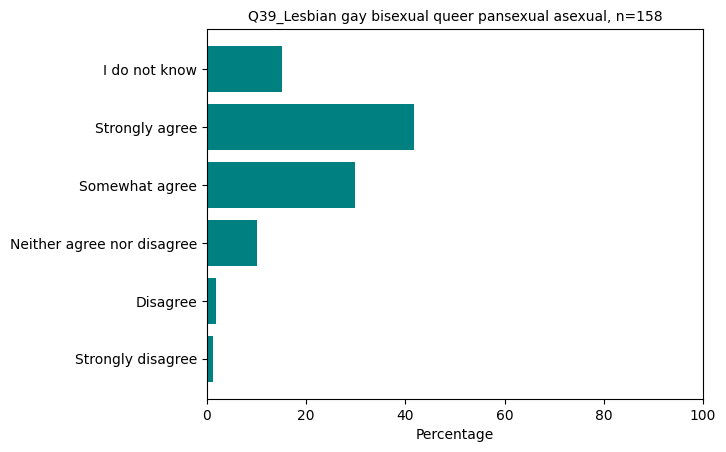 Q39_Lesbian gay bisexual queer pansexual asexual, n=158
I do not know
Strongly agree
Somewhat agree
Neither agree nor disagree
Disagree
Strongly disagree
0 20 40 60 80 100
Percentage